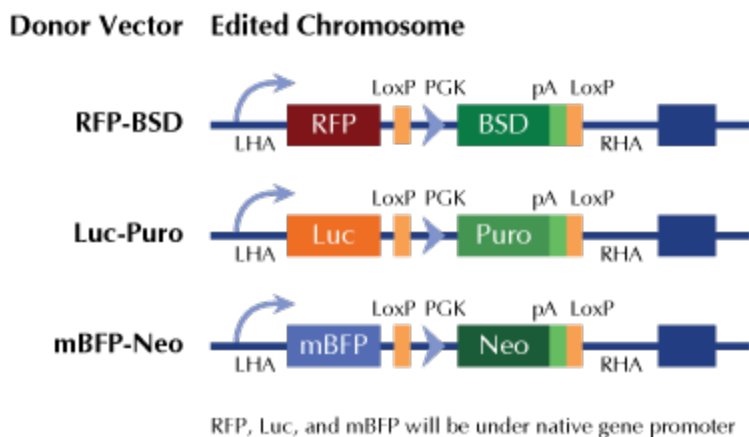 Donor Vector Edited Chromosome
LoxP PGK pA LoxP
RFP-BSD RFP BSD
LHA RHA
LoxP PGK pA LoxP
Luc-Puro Luc Puro
LHA RHA
LoxP PGK pA LoxP
mBFP-Neo mBFP Neo
LHA RHA
RFP, Luc, and mBFP will be under native gene promoter